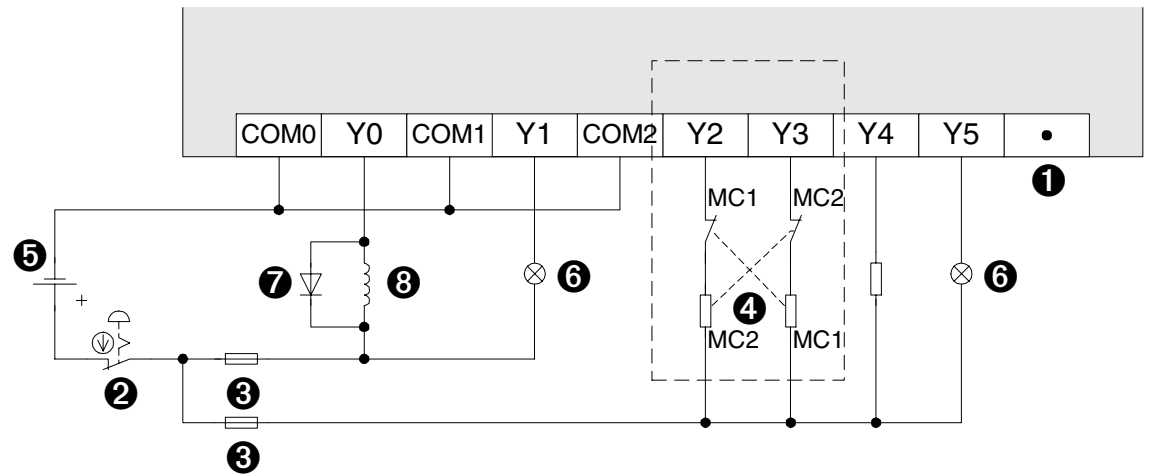 COM0 Y0 COM1 Y1 COM2 Y2 Y3 Y4 Y5 •
❶
MC1 MC2
❺ ❼ ❽ ❻ ❻
+
❹
MC2 MC1
❷ ❸
❸